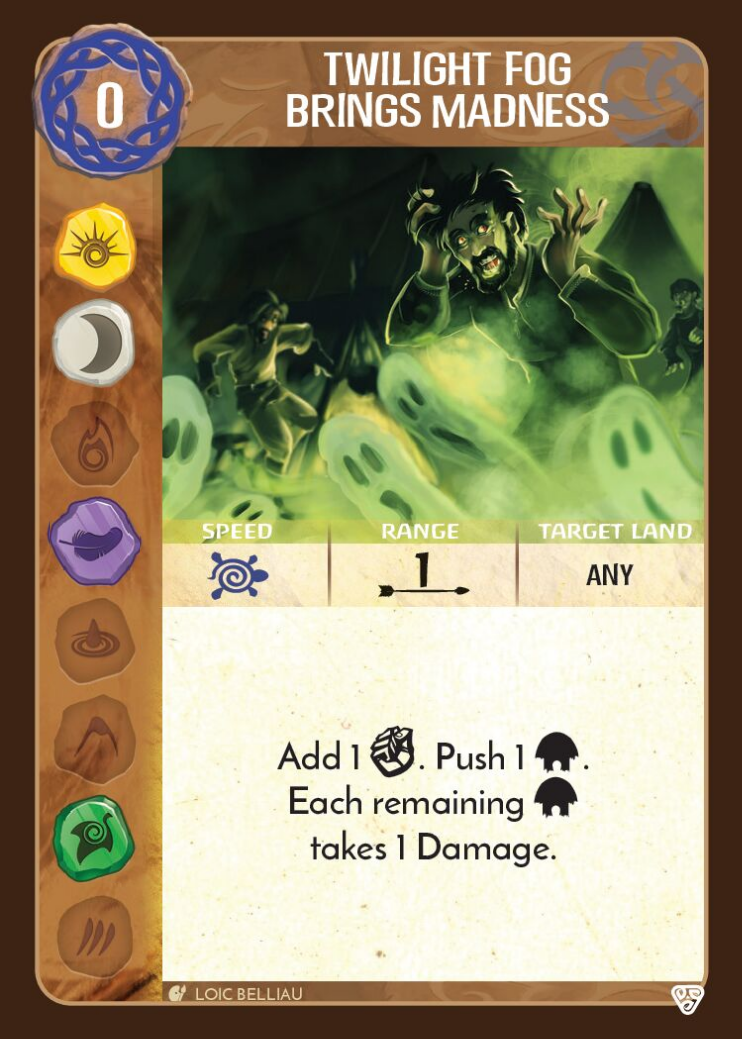 0
TWILIGHT FOG
BRINGS MADNESS
SPEED RANGE TARGET LAND
1 ANY
Add 1 . Push 1 .
Each remaining
takes 1 Damage.
LOIC BELLIAU